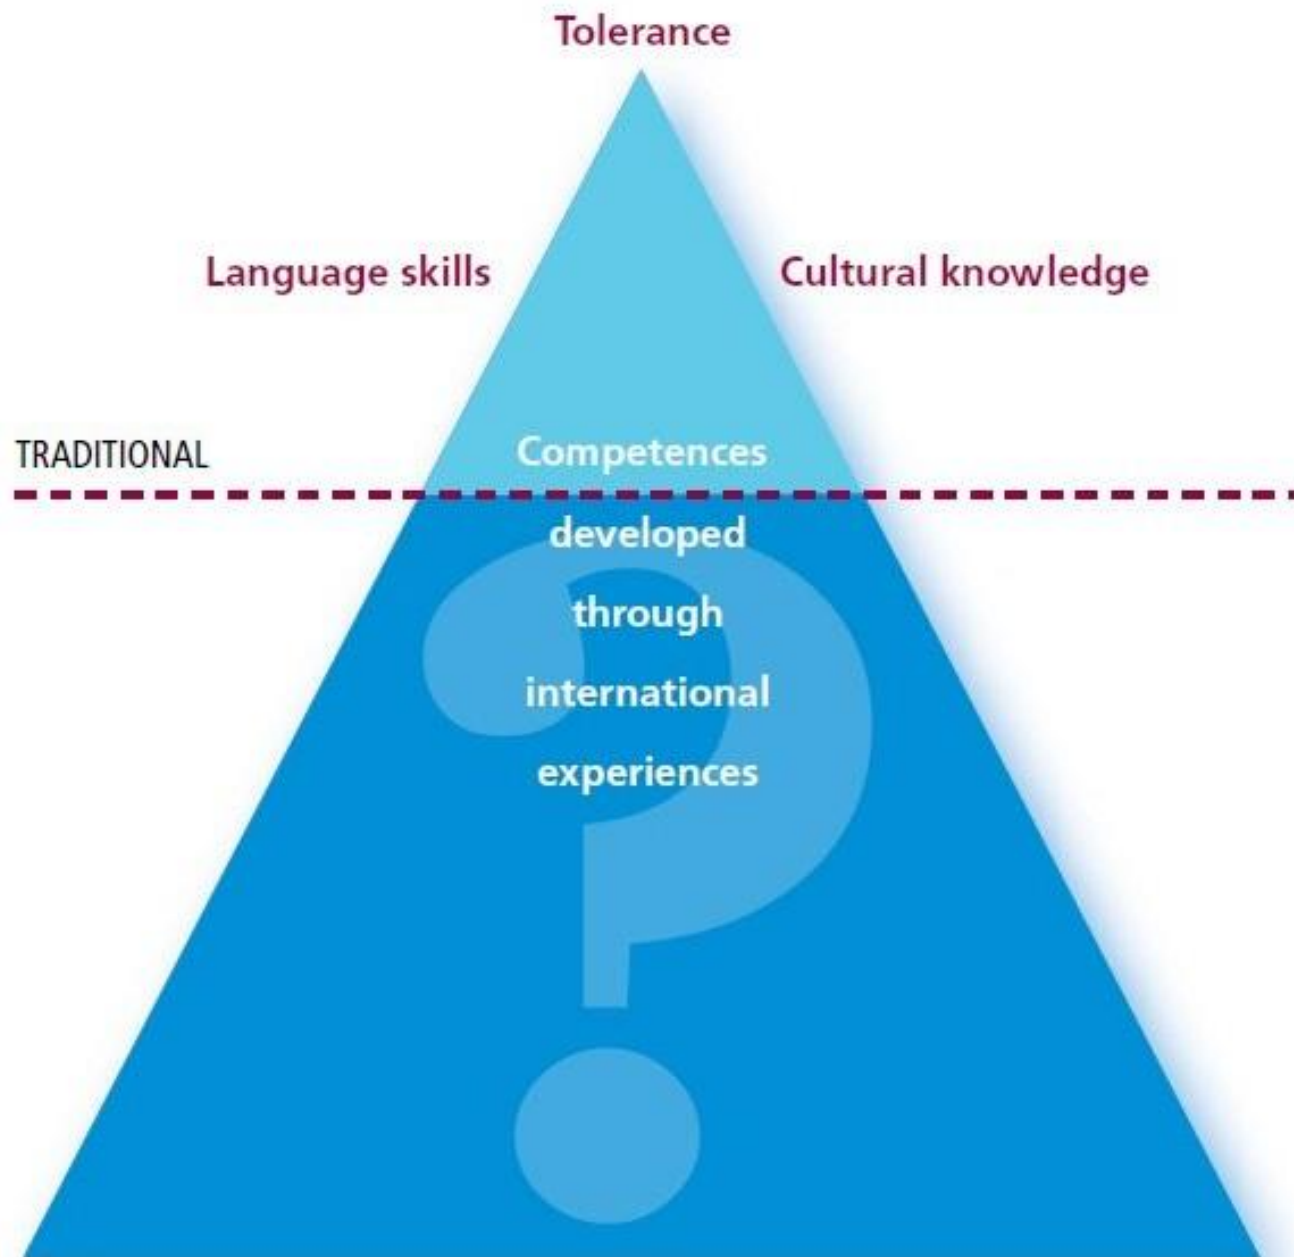 Tolerance
Language skills
Cultural knowledge
TRADITIONAL
Competences
developed
through
international
experiences
?